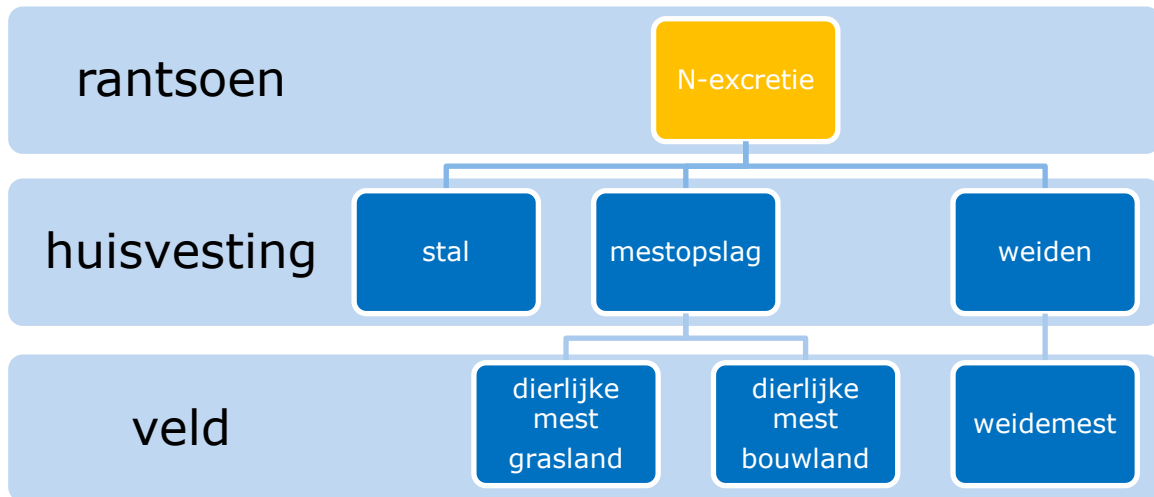 rantsoen
N-excretie
huisvesting
stal
mestopslag
weiden
veld
dierlijke
mest
grasland
dierlijke
mest
bouwland
weidemest